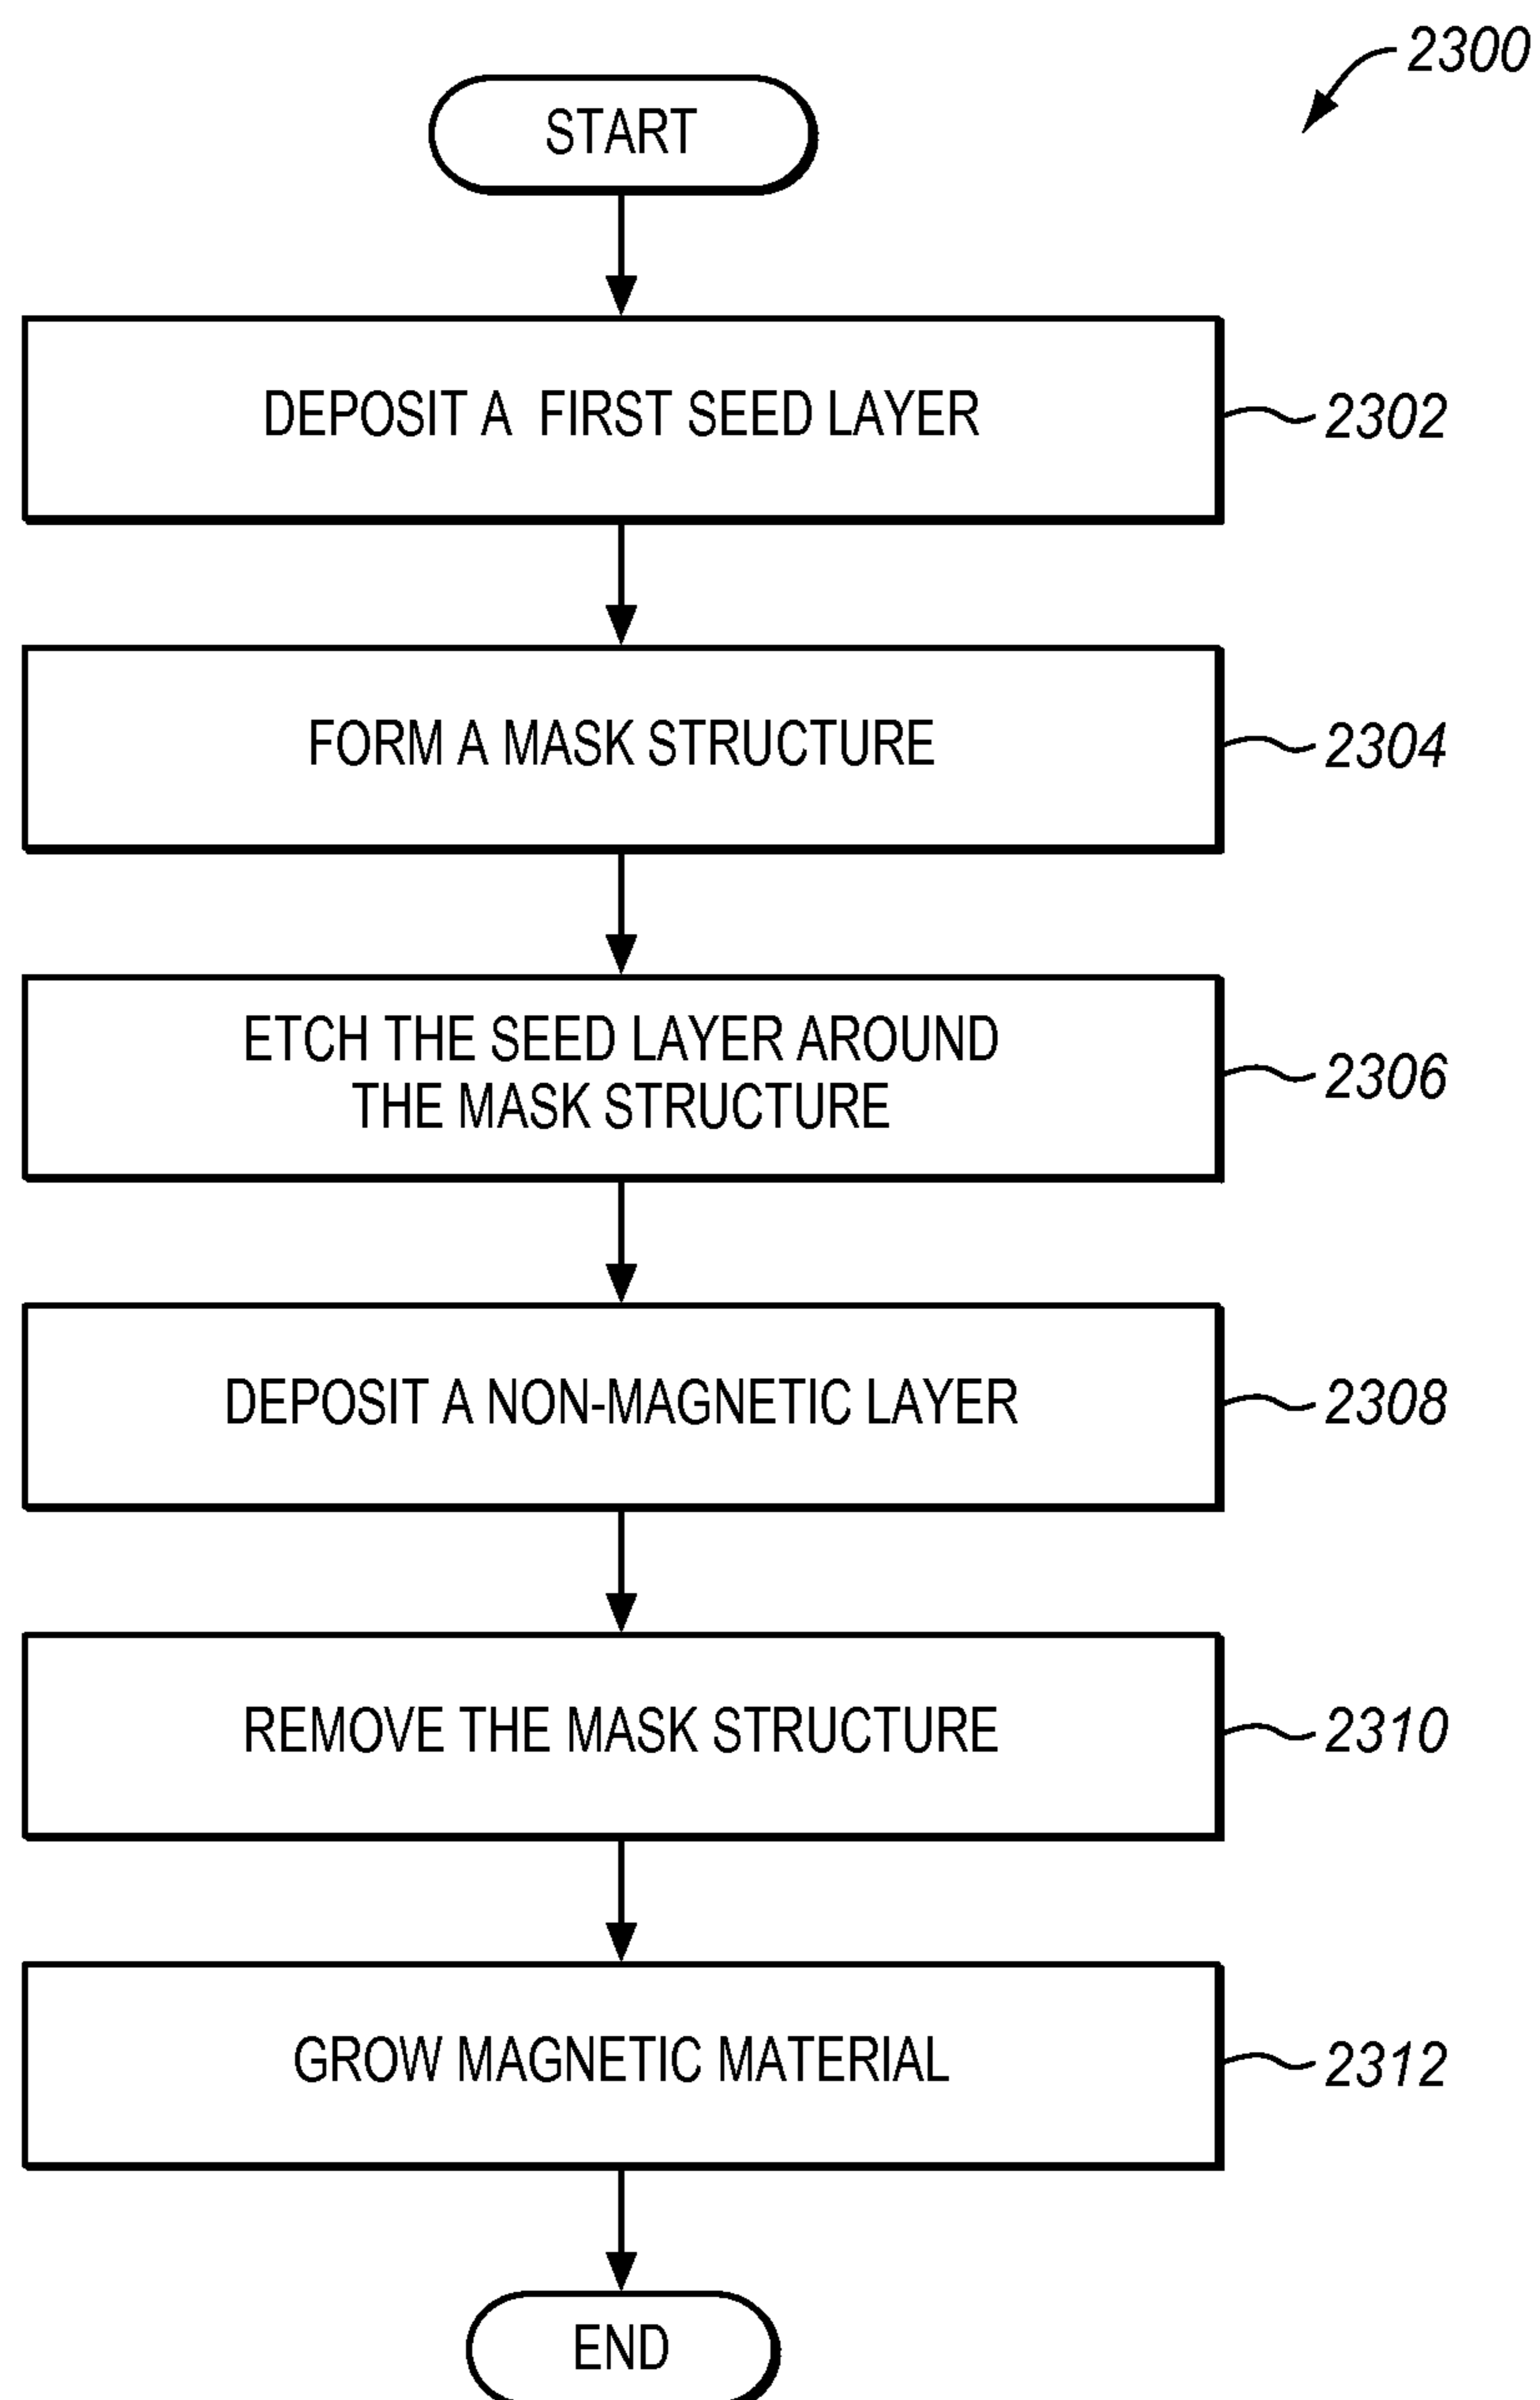 2300
START
DEPOSIT A FIRST SEED LAYER
2302
FORM A MASK STRUCTURE
2304
ETCH THE SEED LAYER AROUND
THE MASK STRUCTURE
2306
DEPOSIT A NON-MAGNETIC LAYER
2308
REMOVE THE MASK STRUCTURE
2310
GROW MAGNETIC MATERIAL
2312
END